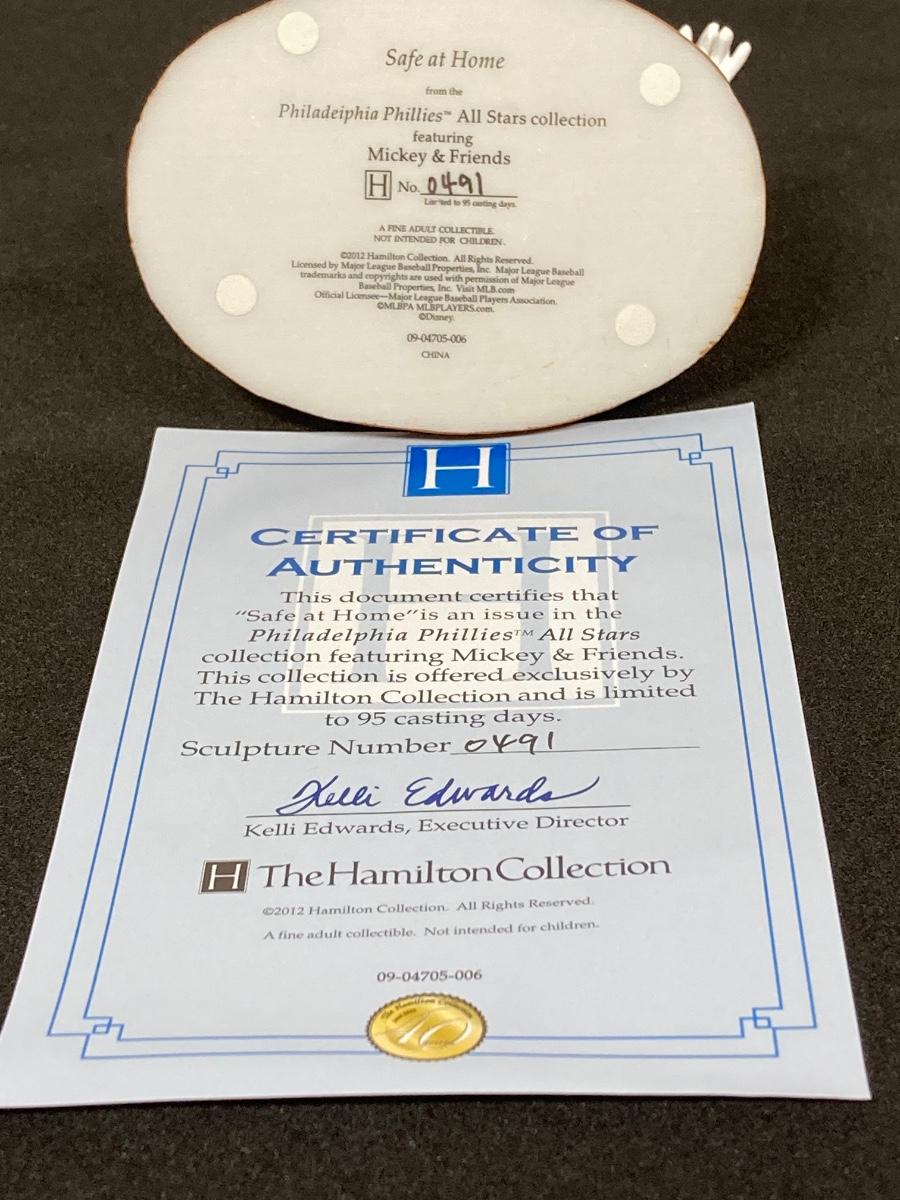 Safe at Home
from the
Philadeiphia Phillies™ All Stars collection
featuring
Mickey & Friends
H No. 0491
Limited to 95 casting days.
A FINE ADULT COLLECTIBLE.
NOT INTENDED FOR CHILDREN.
©2012 Hamilton Collection. All Rights Reserved.
Licensed by Major League Baseball Properties, Inc. Major League Baseball
trademarks and copyrights are used with permission of Major League
Baseball Properties, Inc. Visit MLB.com
Official Licensee—Major League Baseball Players Association.
©MLBPA MLBPLAYERS.com.
©Disney.
09-04705-006
CHINA
H
CERTIFICATE OF
AUTHENTICITY
This document certifies that
"Safe at Home"is an issue in the
Philadelphia Phillies™ All Stars
collection featuring Mickey & Friends.
This collection is offered exclusively by
The Hamilton Collection and is limited
to 95 casting days.
Sculpture Number 0491
Kelli Edwards
Kelli Edwards, Executive Director
H The Hamilton Collection
©2012 Hamilton Collection. All Rights Reserved.
A fine adult collectible. Not intended for children.
09-04705-006
The Hamilton Collection
40